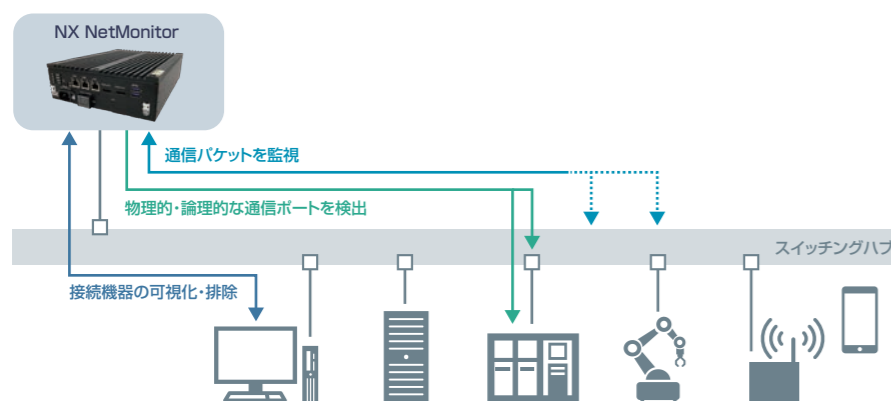 NX NetMonitor
通信パケットを監視
物理的・論理的な通信ポートを検出
スイッチングハブ
接続機器の可視化・排除